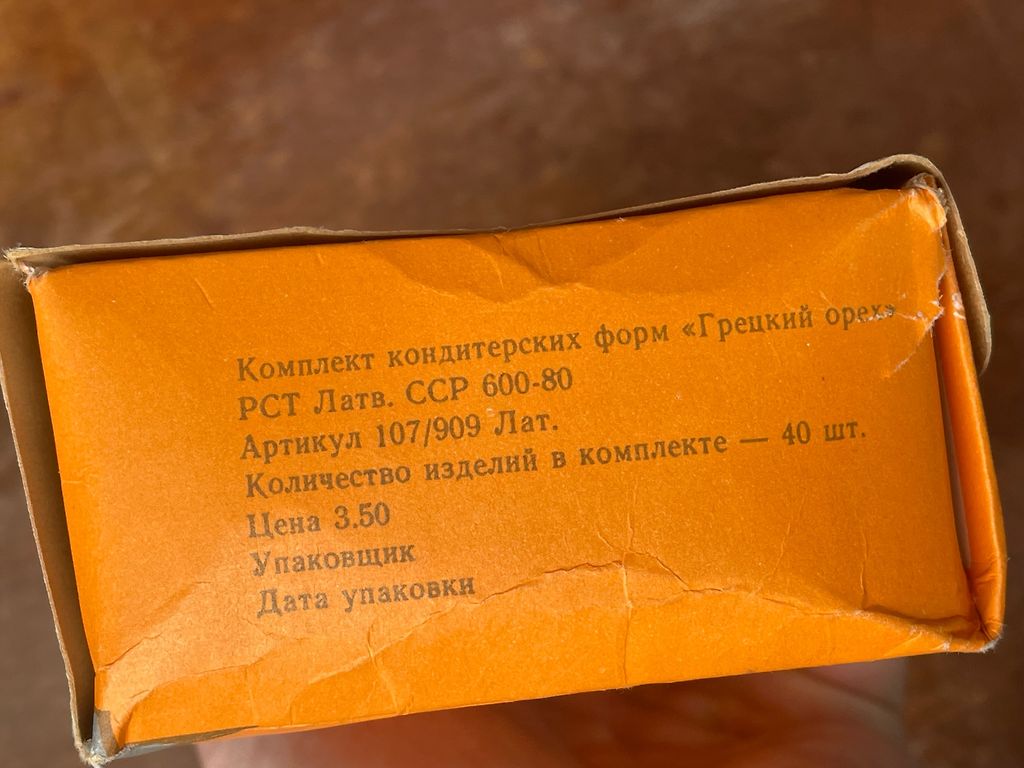 Комплект кондитерских форм «Грецкий орех»
РСТ Латв. ССР 600-80
Артикул 107/909 Лат.
Количество изделий в комплекте — 40 шт.
Цена 3.50
Упаковщик
Дата упаковки